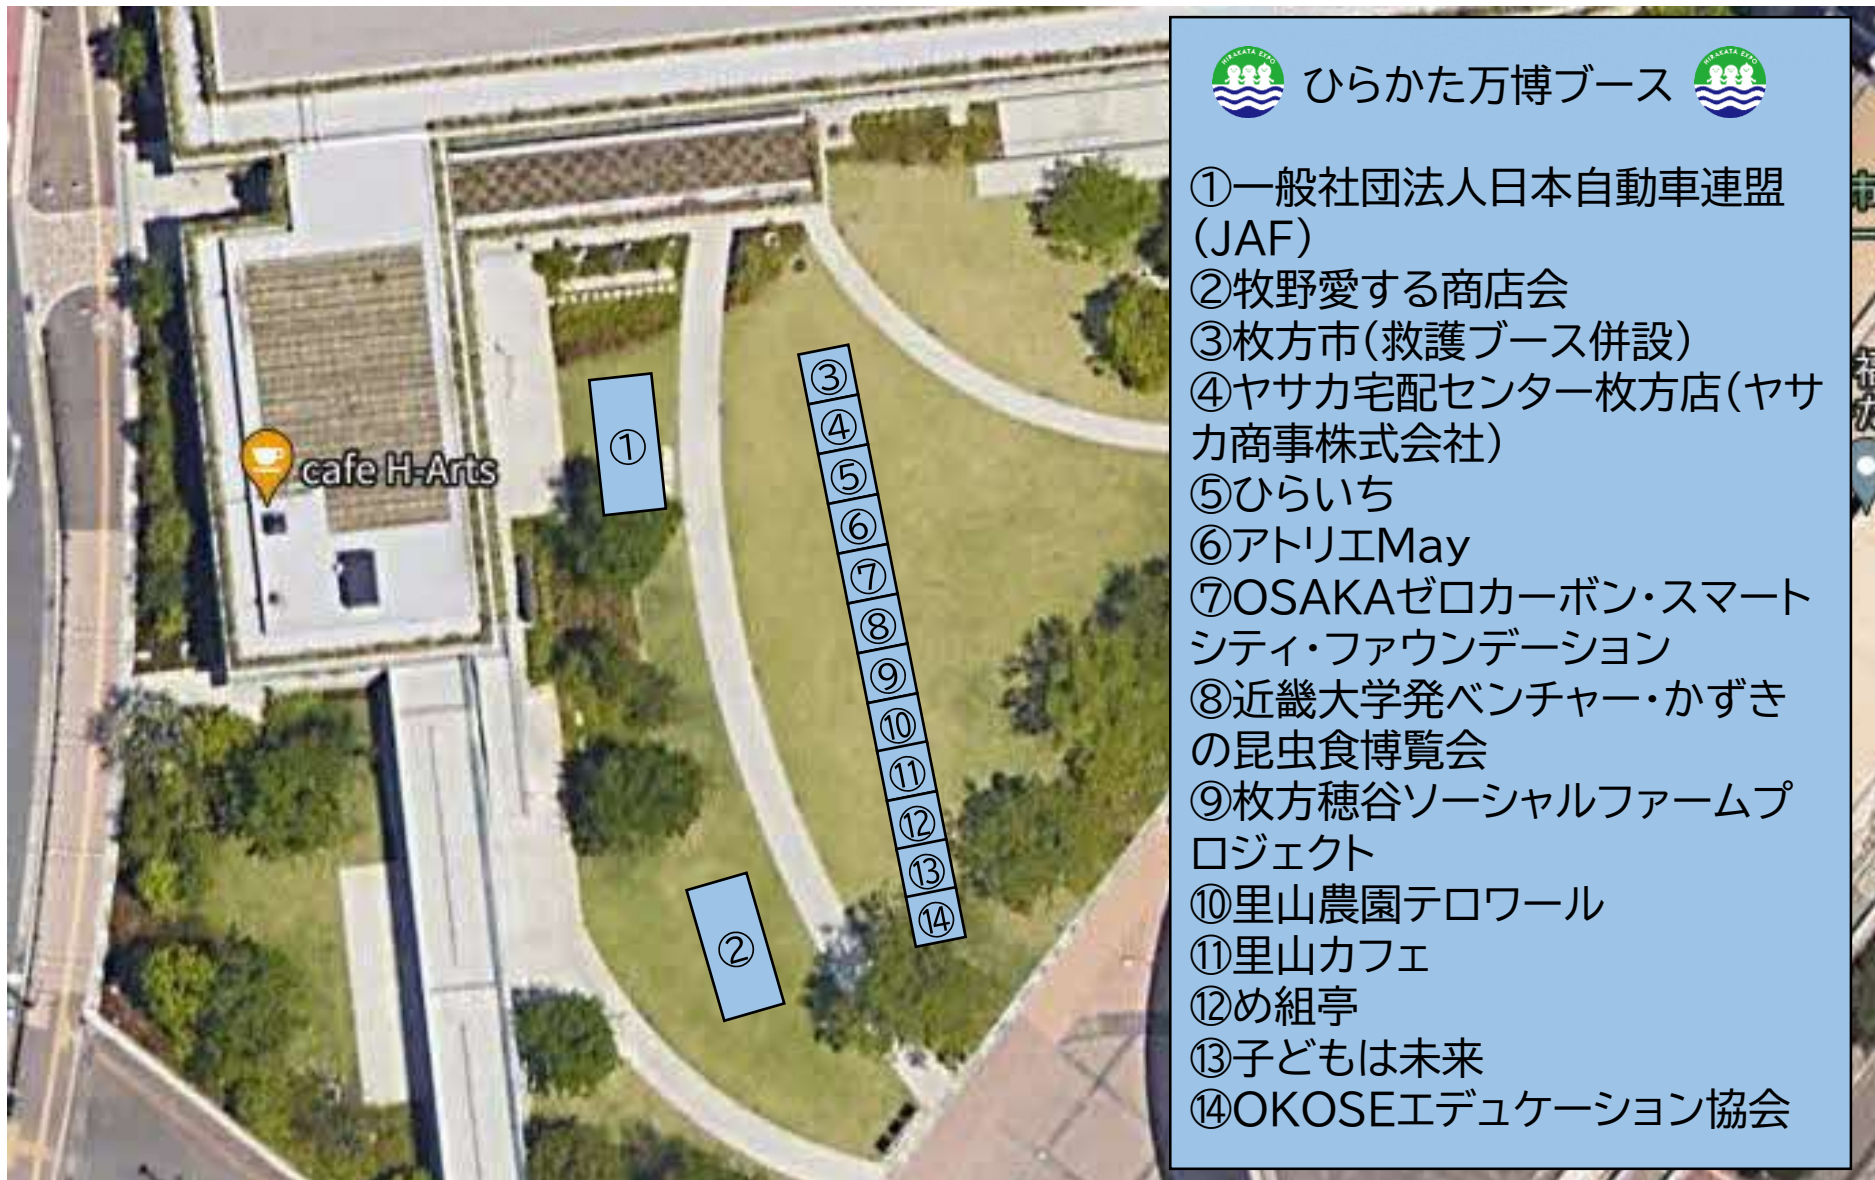 HIRAKATA EXPO
ひらかた万博ブース
HIRAKATA EXPO
①一般社団法人日本自動車連盟
(JAF)
②牧野愛する商店会
③枚方市(救護ブース併設)
④ヤサカ宅配センター枚方店(ヤサ
カ商事株式会社)
⑤ひらいち
⑥アトリエMay
⑦OSAKAゼロカーボン・スマート
シティ・ファウンデーション
⑧近畿大学発ベンチャー・かずき
の昆虫食博覧会
⑨枚方穂谷ソーシャルファームプ
ロジェクト
⑩里山農園テロワール
⑪里山カフェ
⑫め組亭
⑬子どもは未来
⑭OKOSEエデュケーション協会
cafe H-Arts
①
②
③
④
⑤
⑥
⑦
⑧
⑨
⑩
⑪
⑫
⑬
⑭
市